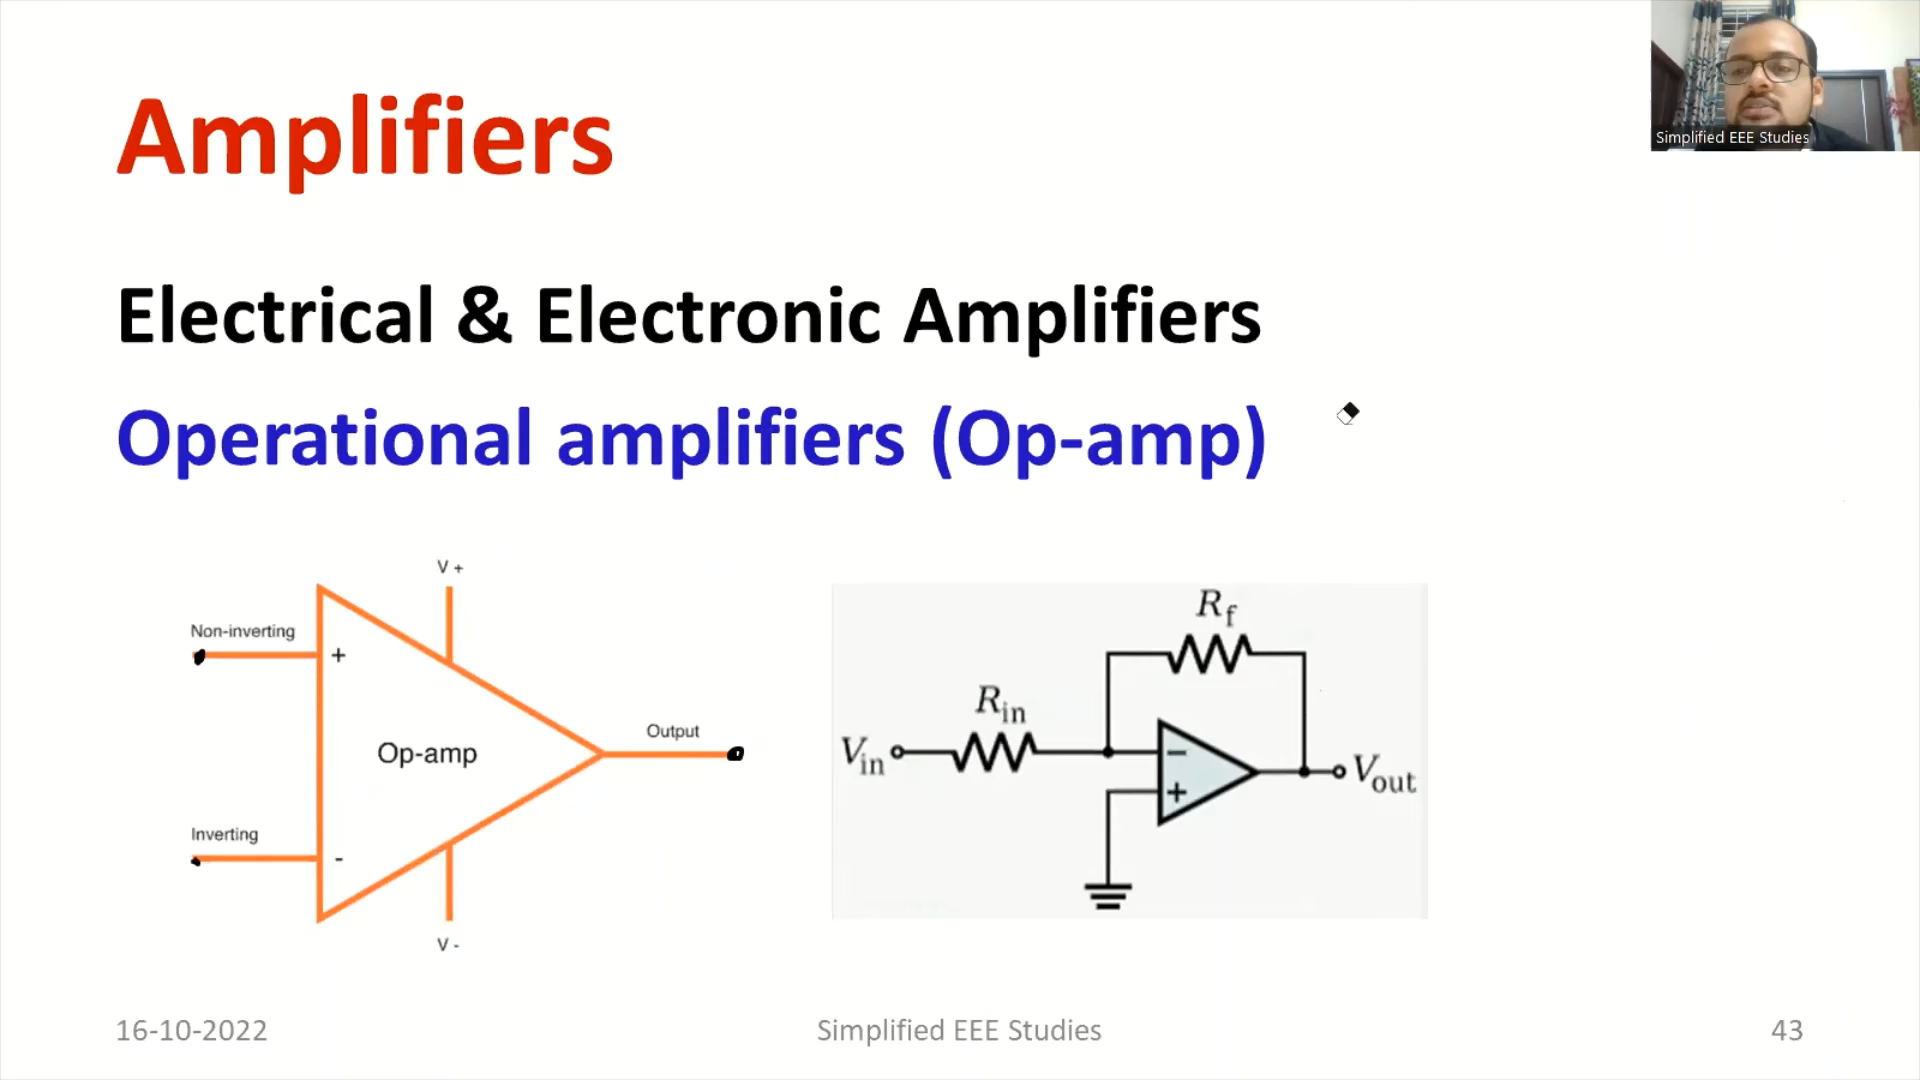 Amplifiers
Simplified EEE Studies
Electrical & Electronic Amplifiers
Operational amplifiers (Op-amp)
V +
Non-inverting
+
Op-amp
Output
Inverting
-
V -
Rf
Rin
Vin
−
+
Vout
16-10-2022
Simplified EEE Studies
43